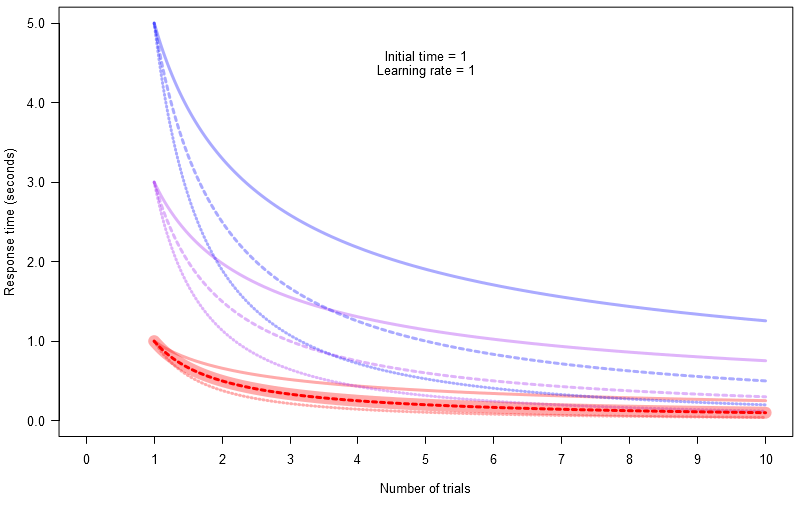 5.0
Initial time = 1
Learning rate = 1
4.0
3.0
2.0
1.0
0.0
Response time (seconds)
0 1 2 3 4 5 6 7 8 9 10
Number of trials